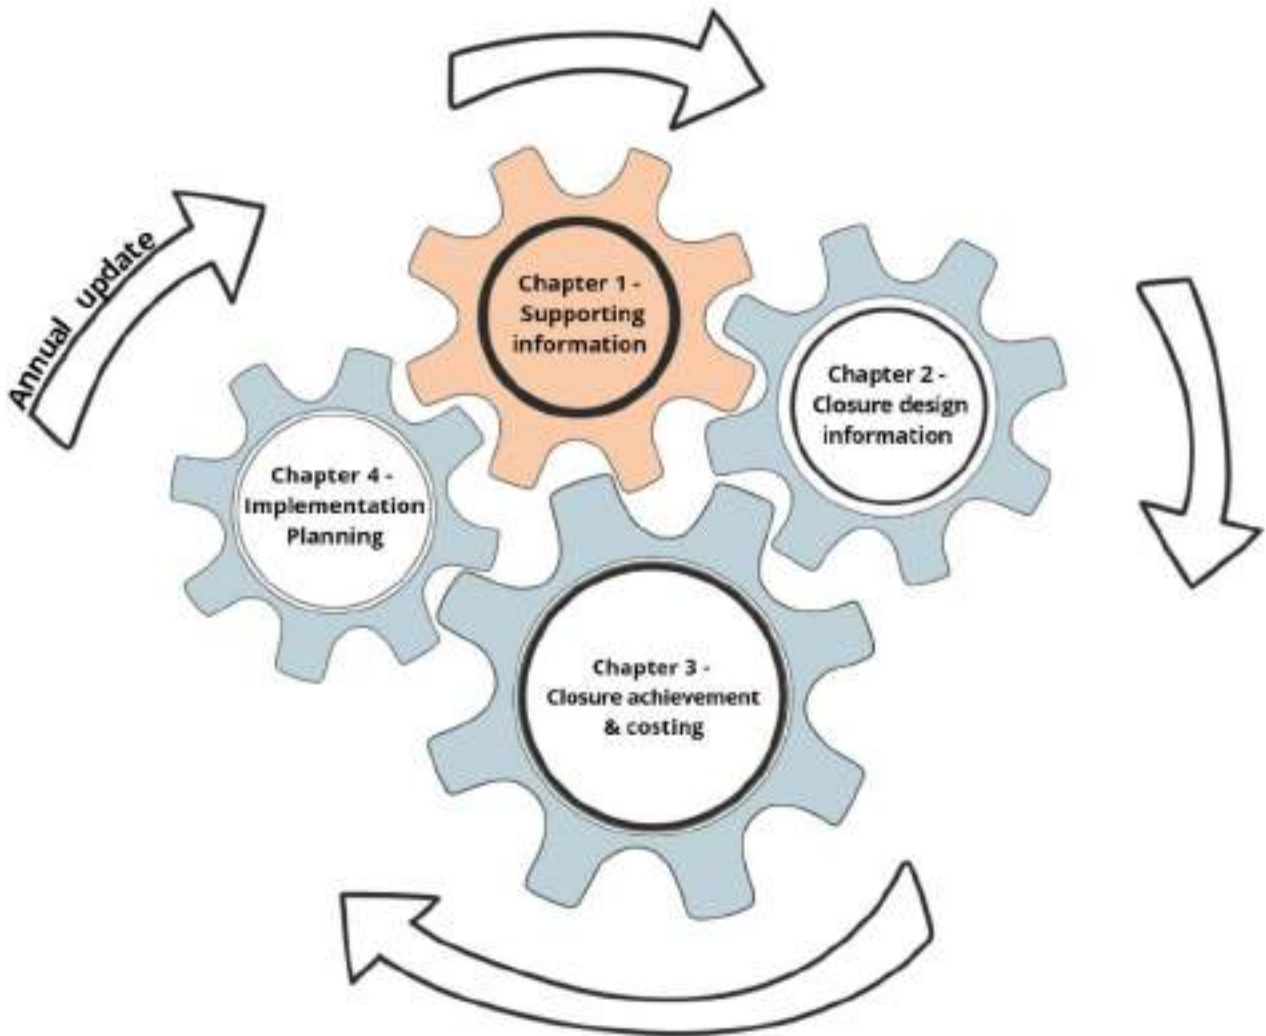 Annual update
Chapter 1 -
Supporting
information
Chapter 2 -
Closure design
information
Chapter 4 -
Implementation
Planning
Chapter 3 -
Closure achievement
& costing